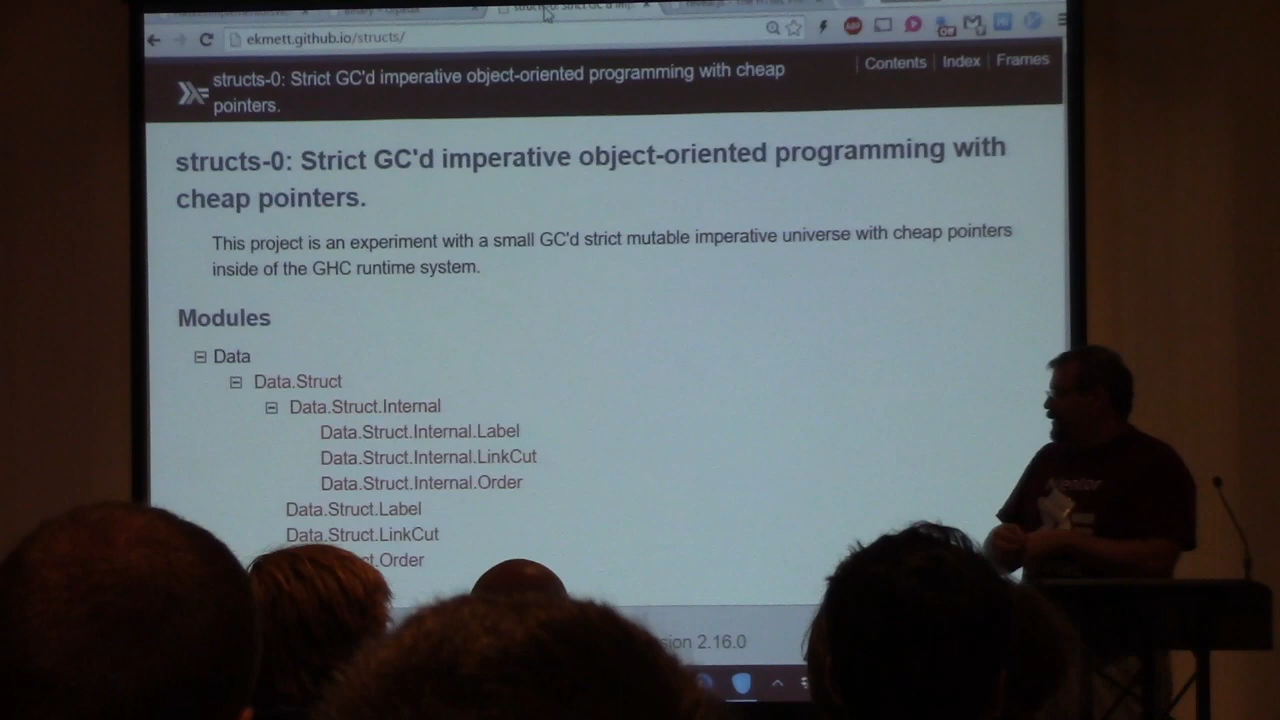 ekmett.github.io/structs/
structs-0: Strict GC'd imperative object-oriented programming with cheap
pointers.
Contents Index Frames
structs-0: Strict GC'd imperative object-oriented programming with
cheap pointers.
This project is an experiment with a small GC'd strict mutable imperative universe with cheap pointers
inside of the GHC runtime system.
Modules
Data
Data.Struct
Data.Struct.Internal
Data.Struct.Internal.Label
Data.Struct.Internal.LinkCut
Data.Struct.Internal.Order
Data.Struct.Label
Data.Struct.LinkCut
ct.Order
sion 2.16.0